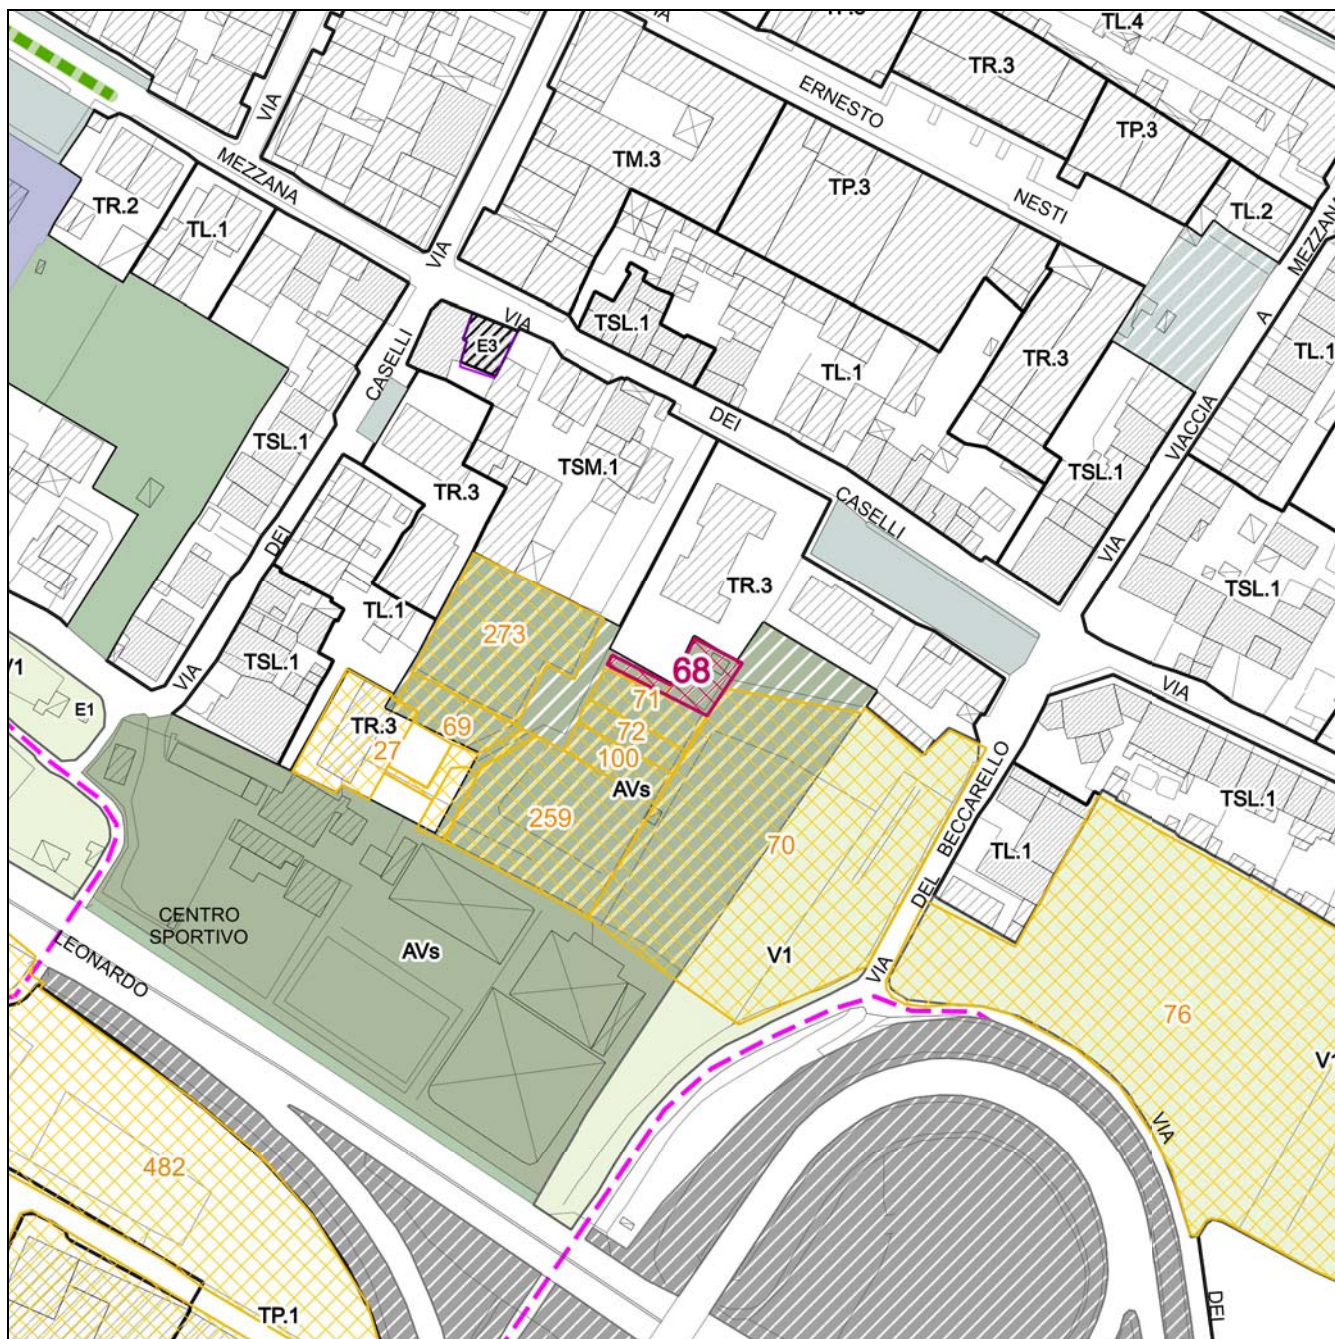 TL.4
TR.3
ERNESTO
TP.3
VIA
TM.3
TP.3
MEZZANA
NESTI
TR.2
TL.1
TL.2
MEZZANA
VIA
A
VIA
TSL.1
E3
CASELLI
TL.1
TR.3
TL.1
DEI
VIACCIA
TSL.1
TSM.1
TSL.1
TR.3
CASELLI
DEI
VIA
TR.3
TSL.1
TL.1
273
TSL.1
68
VIA
71
VIA
E1
TR.3
69
72
27
100
AVs
DEL BECCARELLO
TSL.1
259
70
TL.1
CENTRO
SPORTIVO
AVs
V1
VIA
LEONARDO
76
V1
VIA
482
TP.1
DEI